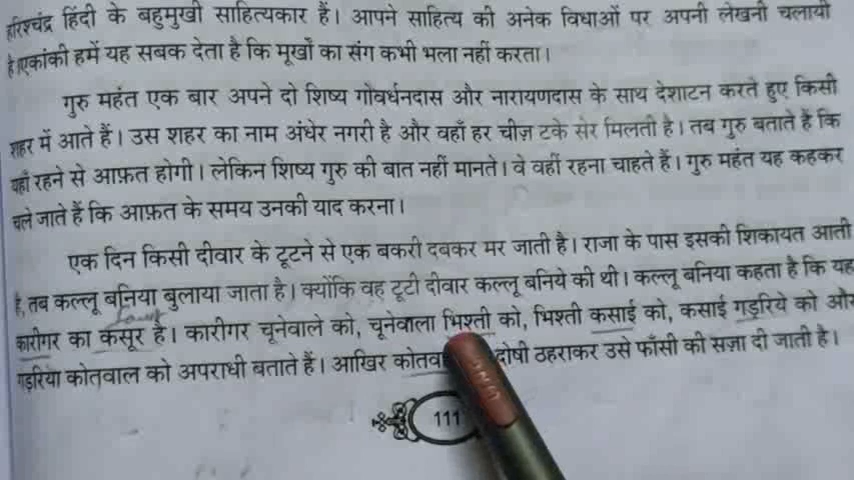 हरिश्चंद्र हिंदी के बहुमुखी साहित्यकार हैं। आपने साहित्य की अनेक विधाओं पर अपनी लेखनी चलायी
है।एकांकी हमें यह सबक देता है कि मूर्खों का संग कभी भला नहीं करता।
गुरु महंत एक बार अपने दो शिष्य गोवर्धनदास और नारायणदास के साथ देशाटन करते हुए किसी
शहर में आते हैं। उस शहर का नाम अंधेर नगरी है और वहाँ हर चीज़ टके सेर मिलती है। तब गुरु बताते हैं कि
यहाँ रहने से आफ़त होगी। लेकिन शिष्य गुरु की बात नहीं मानते। वे वहीं रहना चाहते हैं। गुरु महंत यह कहकर
चले जाते हैं कि आफ़त के समय उनकी याद करना।
एक दिन किसी दीवार के टूटने से एक बकरी दबकर मर जाती है। राजा के पास इसकी शिकायत आती
है, तब कल्लू बनिया बुलाया जाता है। क्योंकि वह टूटी दीवार कल्लू बनिये की थी। कल्लू बनिया कहता है कि यह
कारीगर का कसूर है। कारीगर चूनेवाले को, चूनेवाला भिश्ती को, भिश्ती कसाई को, कसाई गड़रिये को और
गड़रिया कोतवाल को अपराधी बताते हैं। आखिर दोषी ठहराकर उसे फाँसी की सज़ा दी जाती है।
111